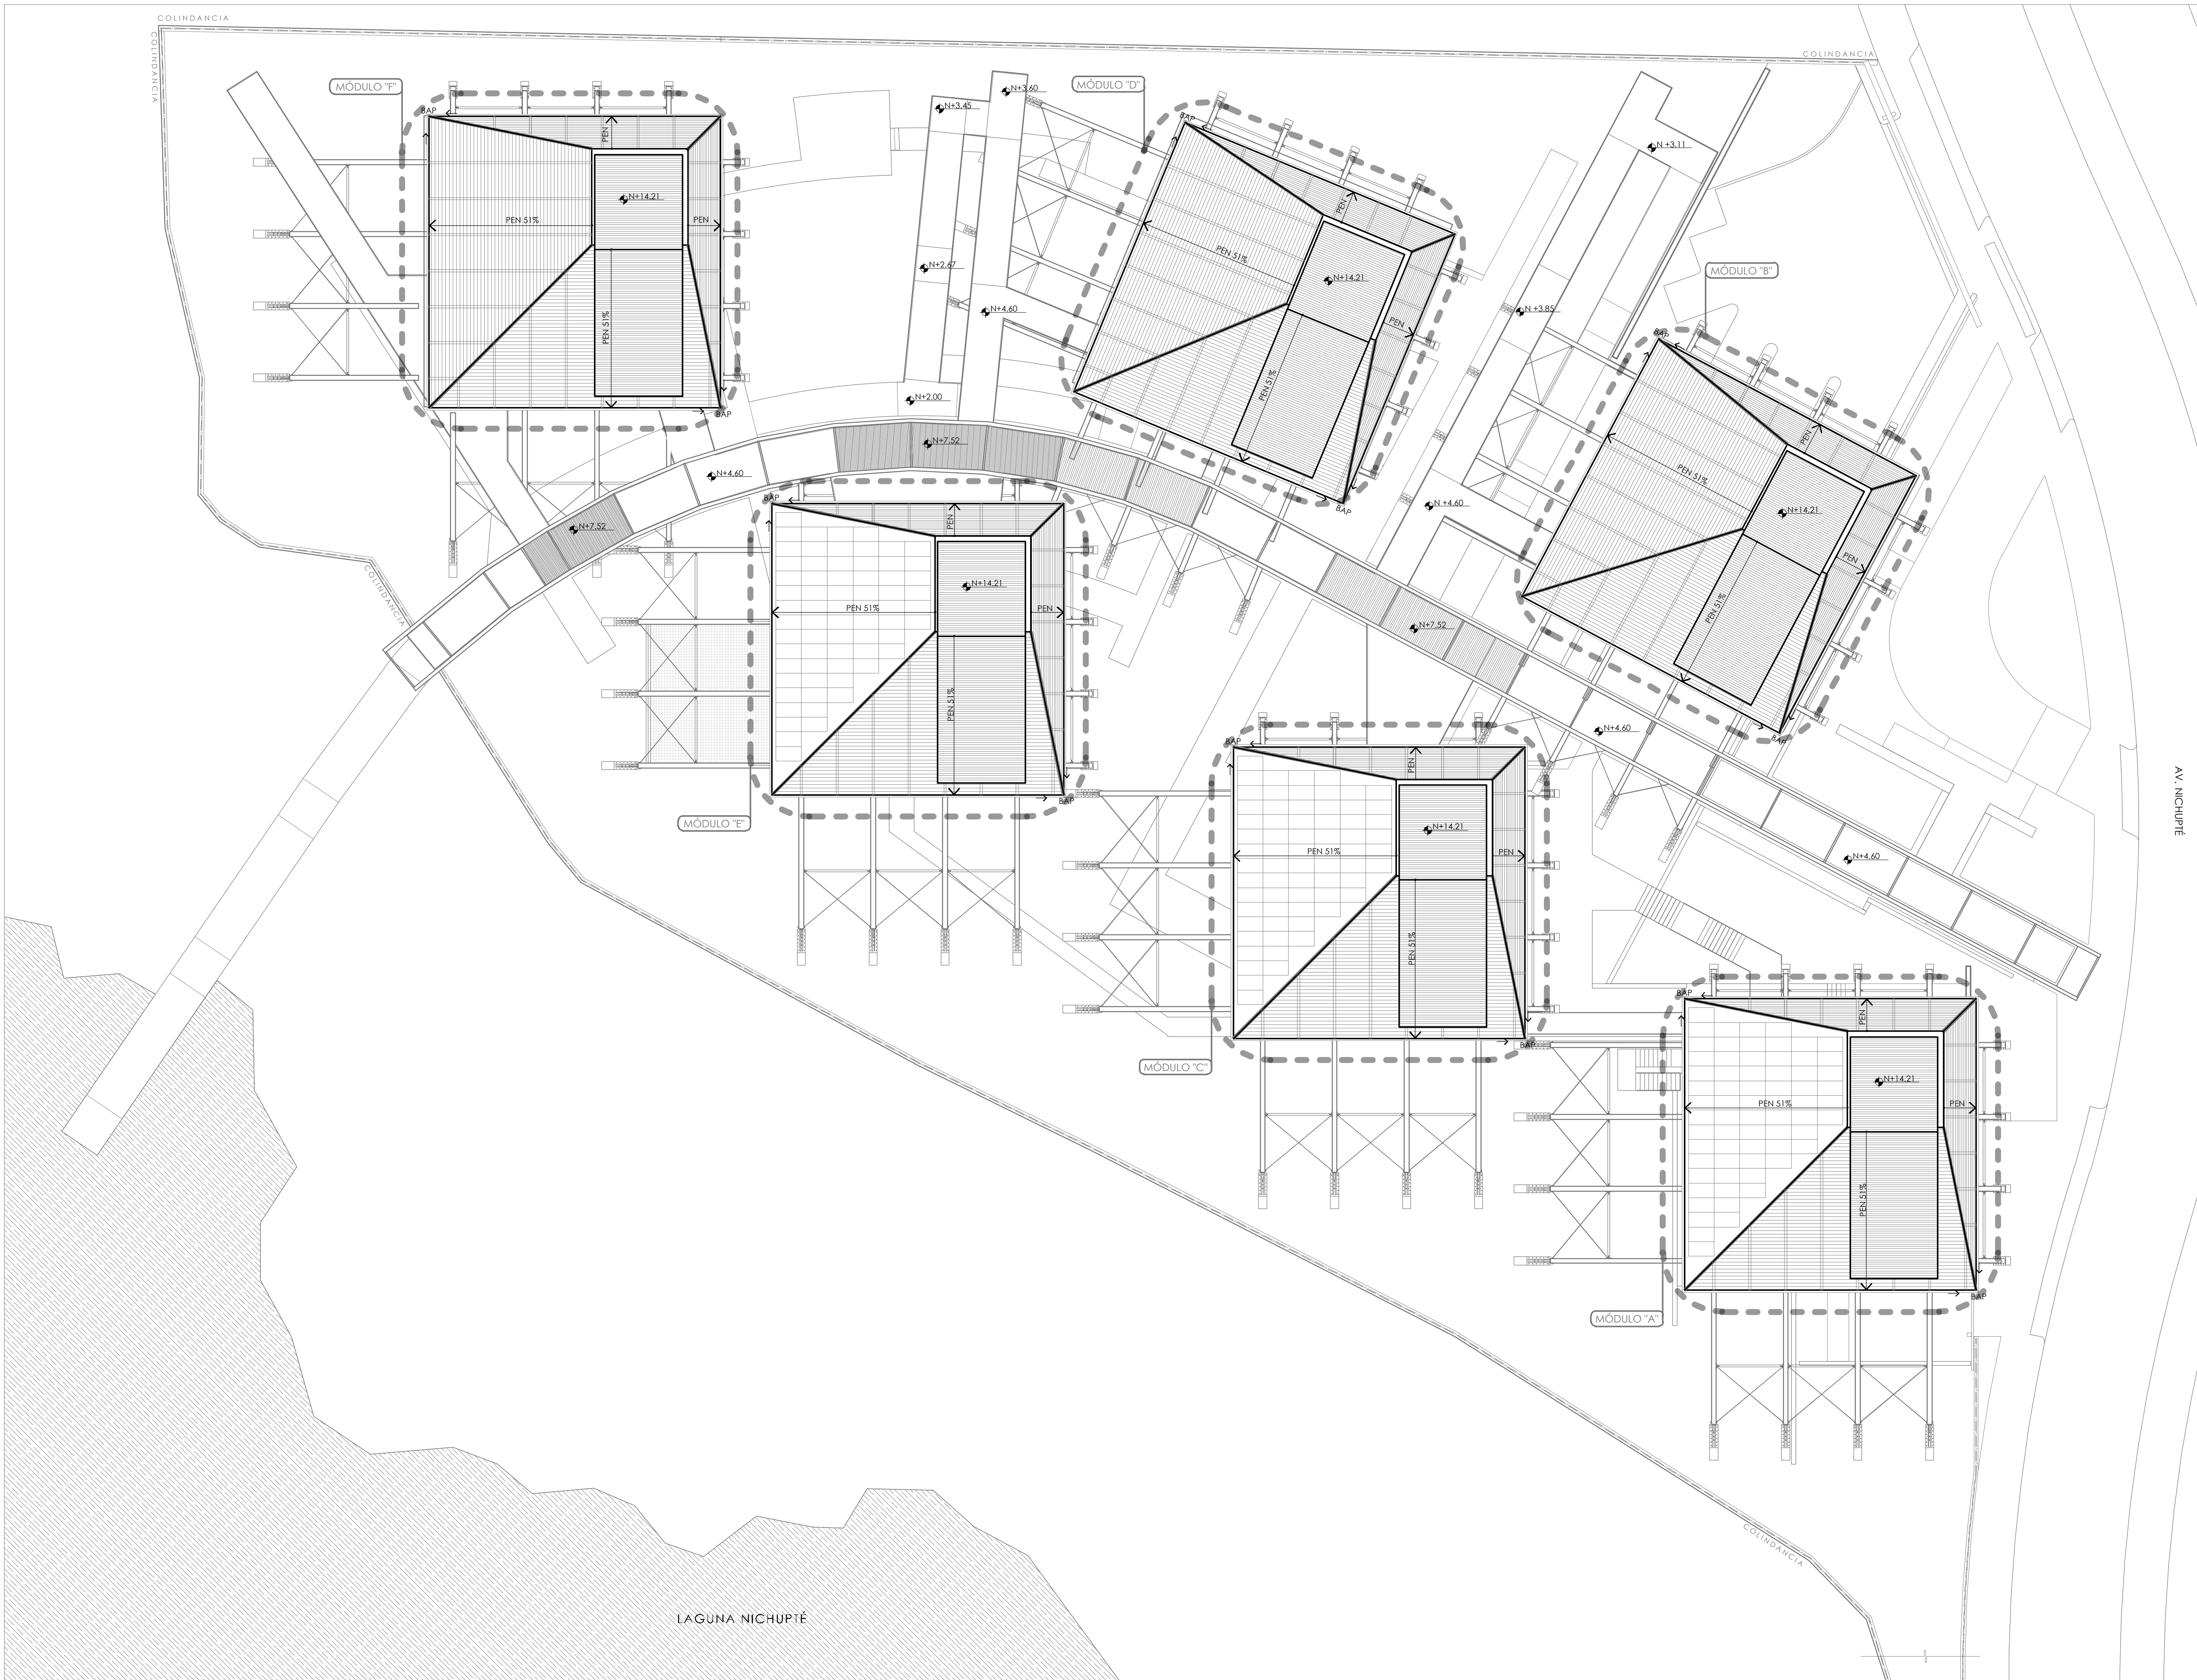 COLINDANCIA
COLINDANCIA
COLINDANCIA
MÓDULO "F"
BAP
PEN
N+14.21
PEN 51%
PEN
PEN 51%
BAP
N+3.45
N+3.60
N+2.67
N+4.60
N+2.00
MÓDULO "D"
BAP
PEN
PEN 51%
N+14.21
PEN
PEN 51%
BAP
N +3.11
N +3.85
N +4.60
MÓDULO "B"
BAP
PEN
PEN 51%
N+14.21
PEN
PEN 51%
BAP
N+7.52
N+4.60
N+7.52
N+7.52
N+4.60
N+4.60
COLINDANCIA
BAP
PEN
N+14.21
PEN 51%
PEN
PEN 51%
BAP
MÓDULO "E"
BAP
PEN
N+14.21
PEN 51%
PEN
PEN 51%
BAP
MÓDULO "C"
BAP
PEN
N+14.21
PEN 51%
PEN
PEN 51%
BAP
MÓDULO "A"
AV. NICHUPTÉ
COLINDANCIA
LAGUNA NICHUPTÉ